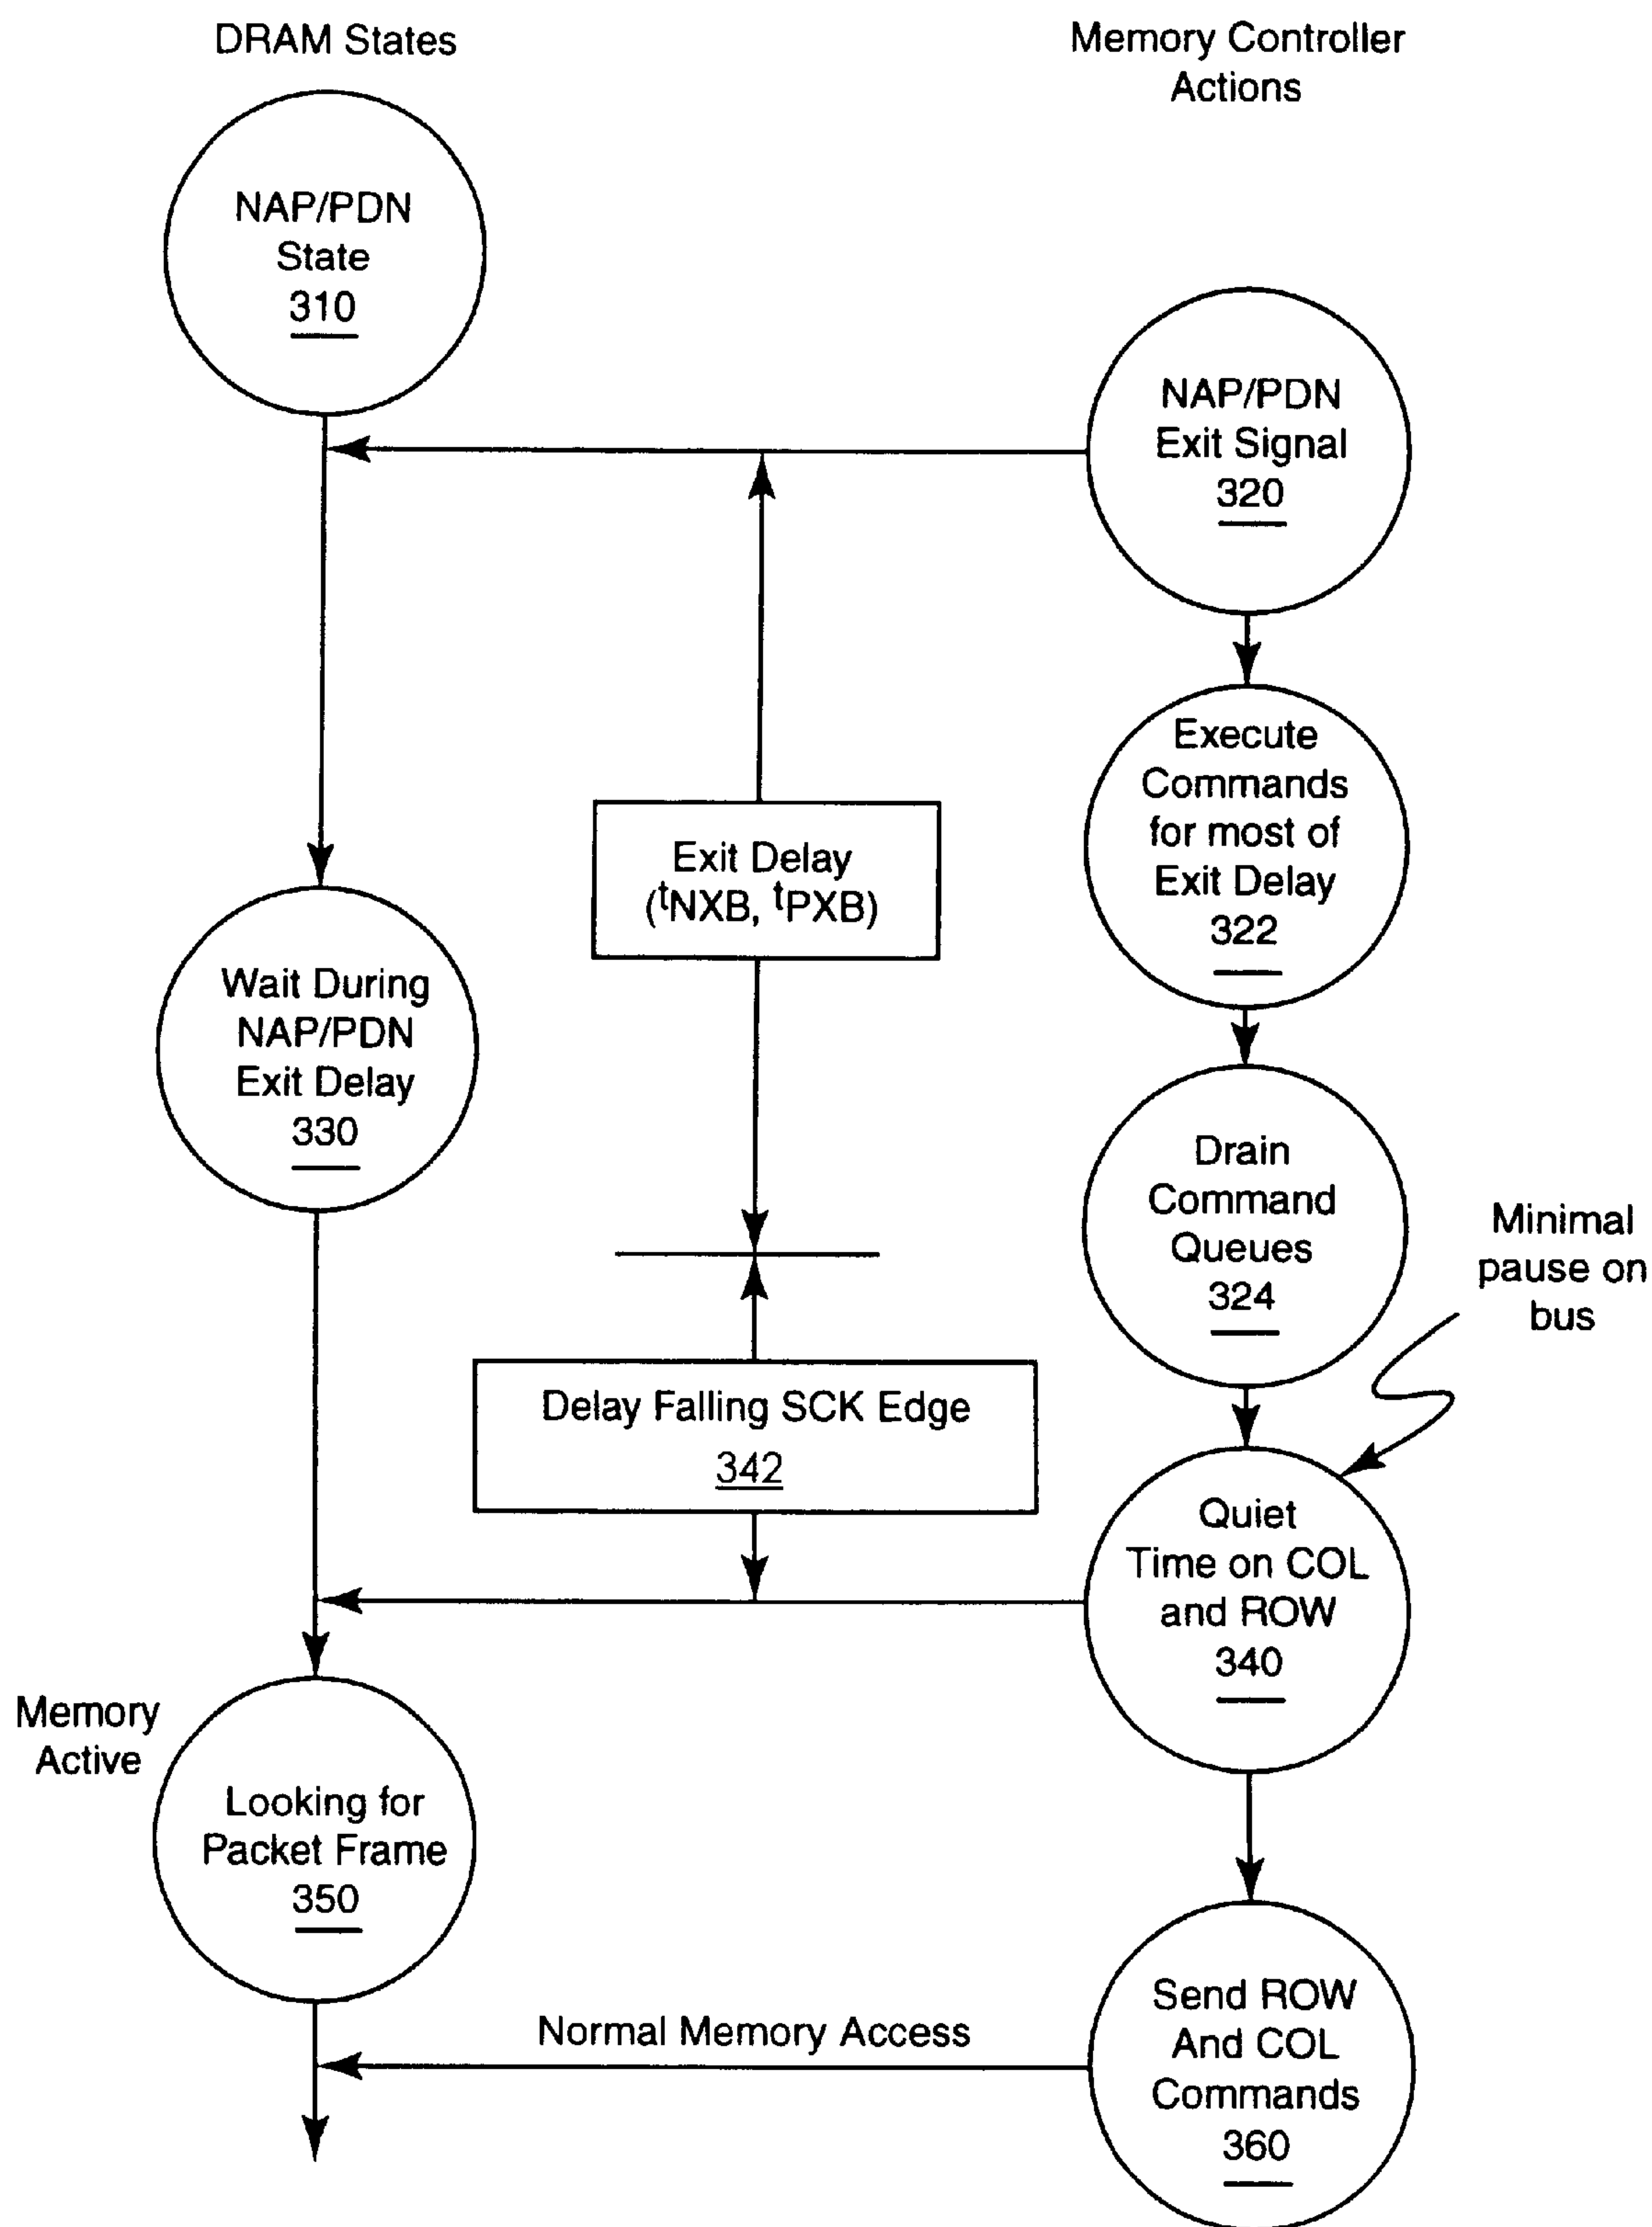 DRAM States
Memory Controller
Actions
NAP/PDN
State
310
NAP/PDN
Exit Signal
320
Execute
Commands
for most of
Exit Delay
322
Exit Delay
(tNXB, tPXB)
Wait During
NAP/PDN
Exit Delay
330
Drain
Command
Queues
324
Minimal
pause on
bus
Delay Falling SCK Edge
342
Quiet
Time on COL
and ROW
340
Memory
Active
Looking for
Packet Frame
350
Normal Memory Access
Send ROW
And COL
Commands
360